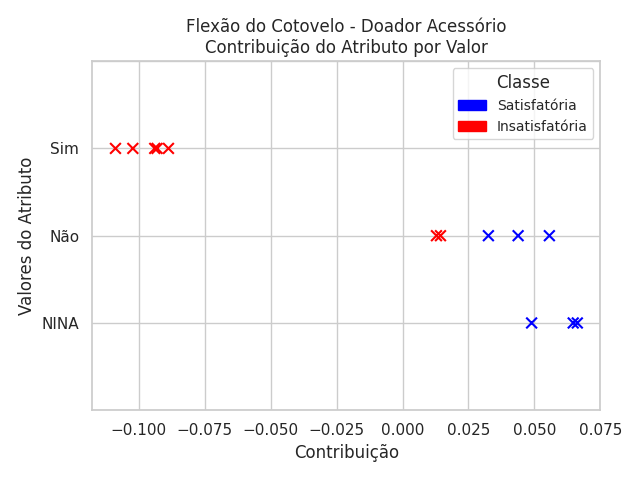 Flexão do Cotovelo - Doador Acessório
Contribuição do Atributo por Valor
Classe
Satisfatória
Insatisfatória
Valores do Atributo
Sim
Não
NINA
−0.100 −0.075 −0.050 −0.025 0.000 0.025 0.050 0.075
Contribuição